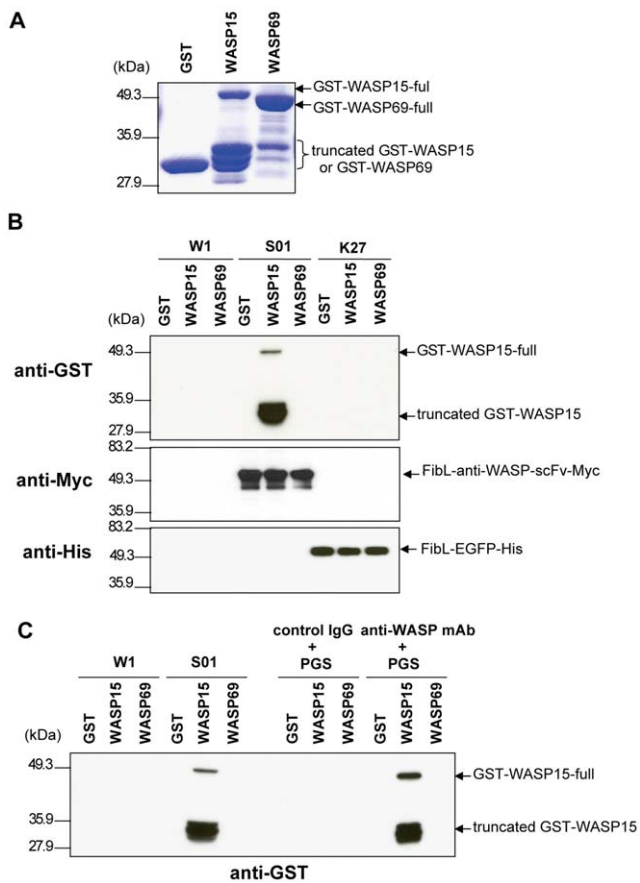 A
(kDa) GST WASP15 WASP69
49.3 GST-WASP15-ful
GST-WASP69-full
35.9 truncated GST-WASP15
or GST-WASP69
27.9
B
W1 S01 K27
(kDa) GST WASP15 WASP69 GST WASP15 WASP69 GST WASP15 WASP69
49.3 GST-WASP15-full
anti-GST
35.9 truncated GST-WASP15
27.9
83.2
anti-Myc 49.3 FibL-anti-WASP-scFv-Myc
35.9
83.2
anti-His 49.3 FibL-EGFP-His
35.9
C
control IgG anti-WASP mAb
+ +
W1 S01 PGS PGS
(kDa) GST WASP15 WASP69 GST WASP15 WASP69 GST WASP15 WASP69 GST WASP15 WASP69
49.3 GST-WASP15-full
35.9 truncated GST-WASP15
27.9
anti-GST